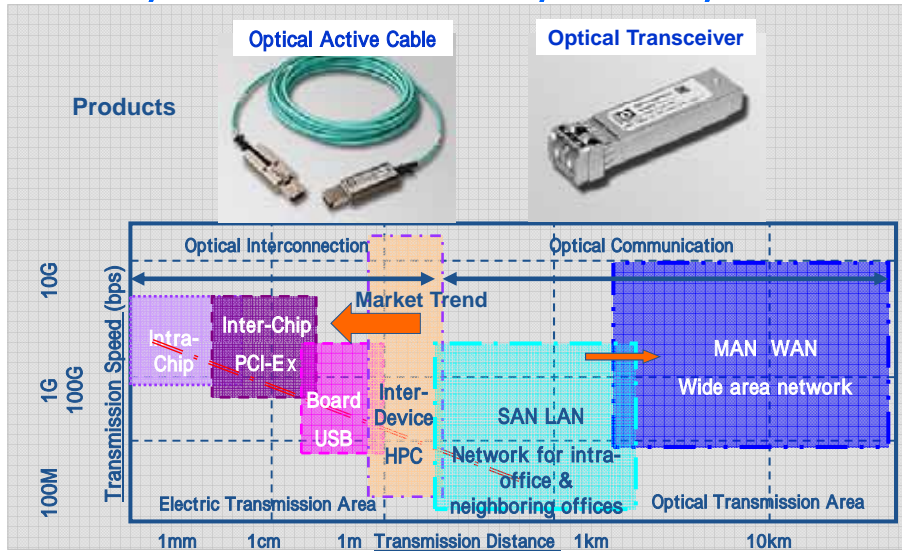 Optical Active Cable
Optical Transceiver
Products
Optical Interconnection
Optical Communication
Market Trend
10G
1G
100G
100M
Transmission Speed (bps)
Intra-
Chip
Inter-Chip
PCI-Ex
Board
USB
Inter-
Device
HPC
SAN LAN
Network for intra-
office &
neighboring offices
MAN WAN
Wide area network
Electric Transmission Area
Optical Transmission Area
1mm
1cm
1m
Transmission Distance
1km
10km